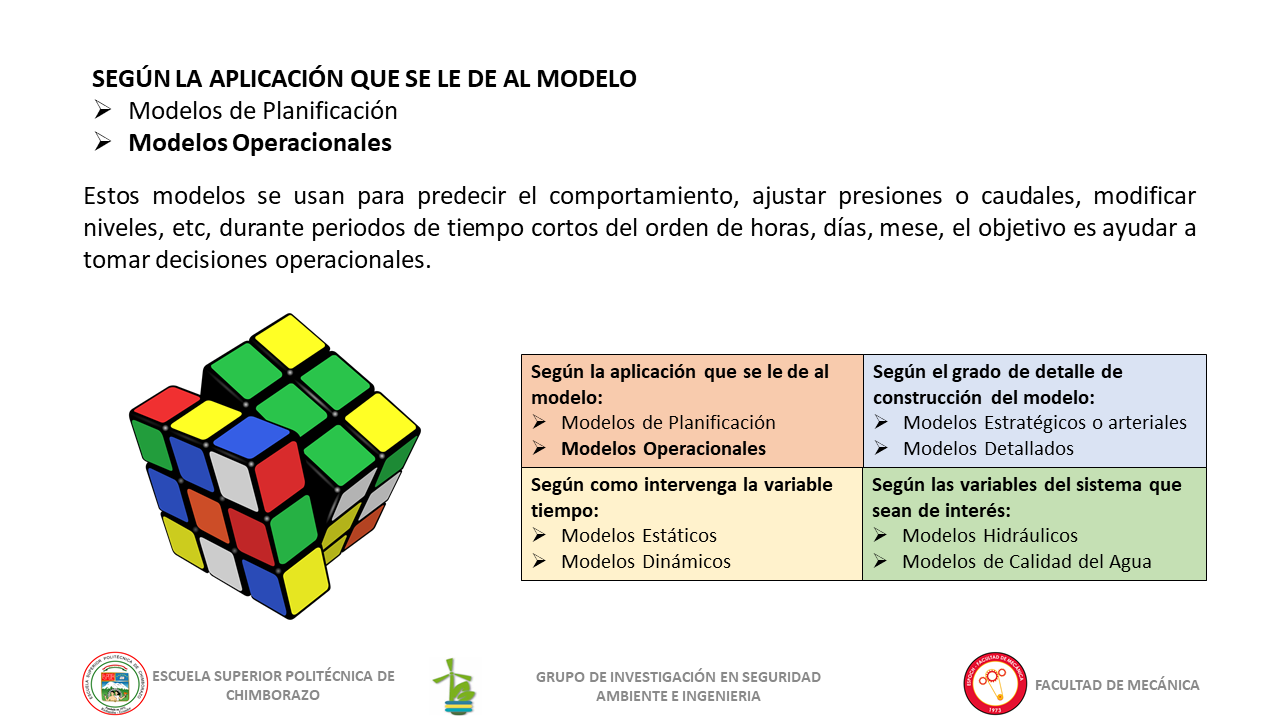 SEGÚN LA APLICACIÓN QUE SE LE DE AL MODELO
➢ Modelos de Planificación
➢ Modelos Operacionales
Estos modelos se usan para predecir el comportamiento, ajustar presiones o caudales, modificar
niveles, etc, durante periodos de tiempo cortos del orden de horas, días, mese, el objetivo es ayudar a
tomar decisiones operacionales.
Según la aplicación que se le de al
modelo:
➢ Modelos de Planificación
➢ Modelos Operacionales
Según el grado de detalle de
construcción del modelo:
➢ Modelos Estratégicos o arteriales
➢ Modelos Detallados
Según como intervenga la variable
tiempo:
➢ Modelos Estáticos
➢ Modelos Dinámicos
Según las variables del sistema que
sean de interés:
➢ Modelos Hidráulicos
➢ Modelos de Calidad del Agua
ESCUELA SUPERIOR POLITÉCNICA DE
CHIMBORAZO
GRUPO DE INVESTIGACIÓN EN SEGURIDAD
AMBIENTE E INGENIERIA
ESPOCH - FACULTAD DE MECÁNICA
1973
FACULTAD DE MECÁNICA